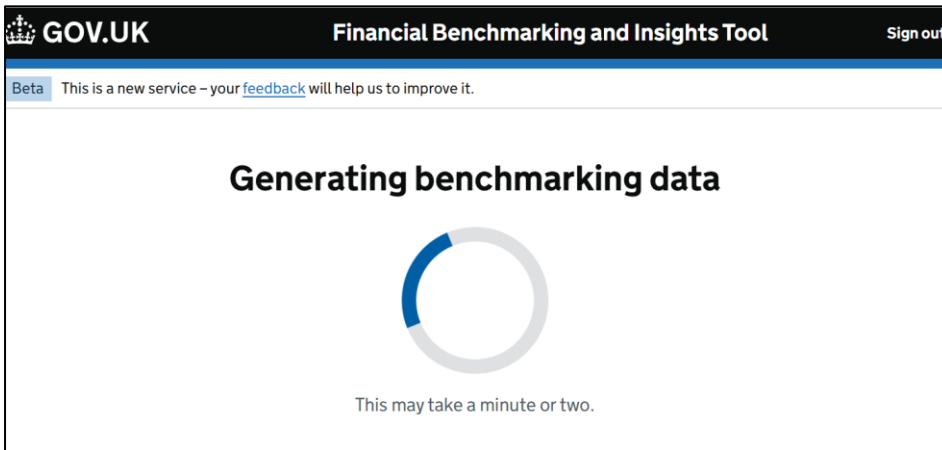 GOV.UK Financial Benchmarking and Insights Tool Sign out
Beta This is a new service – your feedback will help us to improve it.
Generating benchmarking data
This may take a minute or two.